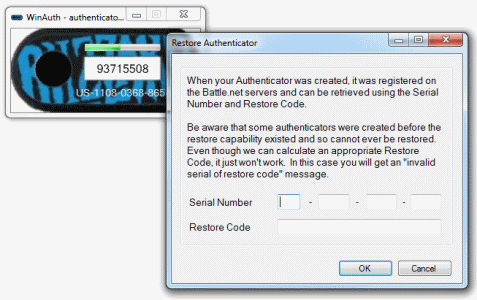 WinAuth - authenticato...
BLIZZARD
93715508
US-1108-0368-865
Restore Authenticator
When your Authenticator was created, it was registered on
the Battle.net servers and can be retrieved using the Serial
Number and Restore Code.
Be aware that some authenticators were created before the
restore capability existed and so cannot ever be restored.
Even though we can calculate an appropriate Restore
Code, it just won't work. In this case you will get an "invalid
serial of restore code" message.
Serial Number - - -
Restore Code
OK Cancel